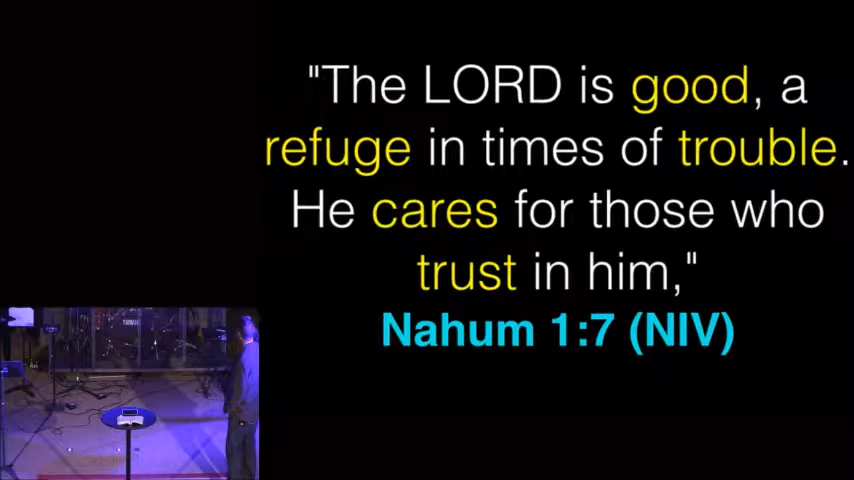 "The LORD is good, a
refuge in times of trouble.
He cares for those who
trust in him,"
Nahum 1:7 (NIV)
YAMAHA